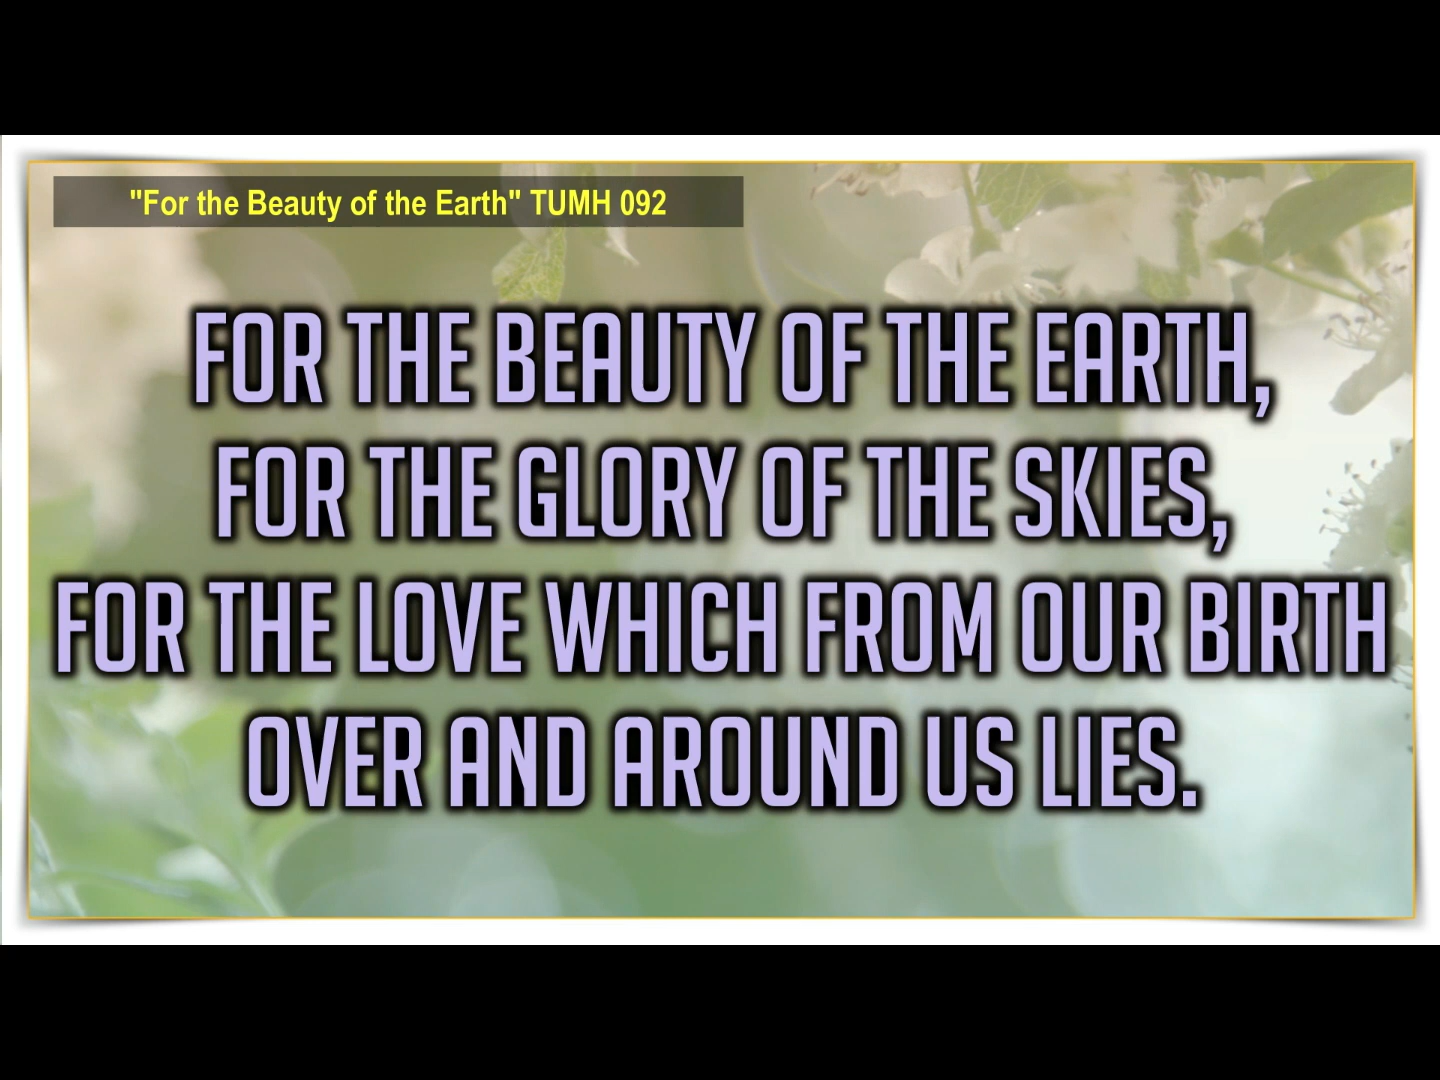 "For the Beauty of the Earth" TUMH 092
FOR THE BEAUTY OF THE EARTH,
FOR THE GLORY OF THE SKIES,
FOR THE LOVE WHICH FROM OUR BIRTH
OVER AND AROUND US LIES.